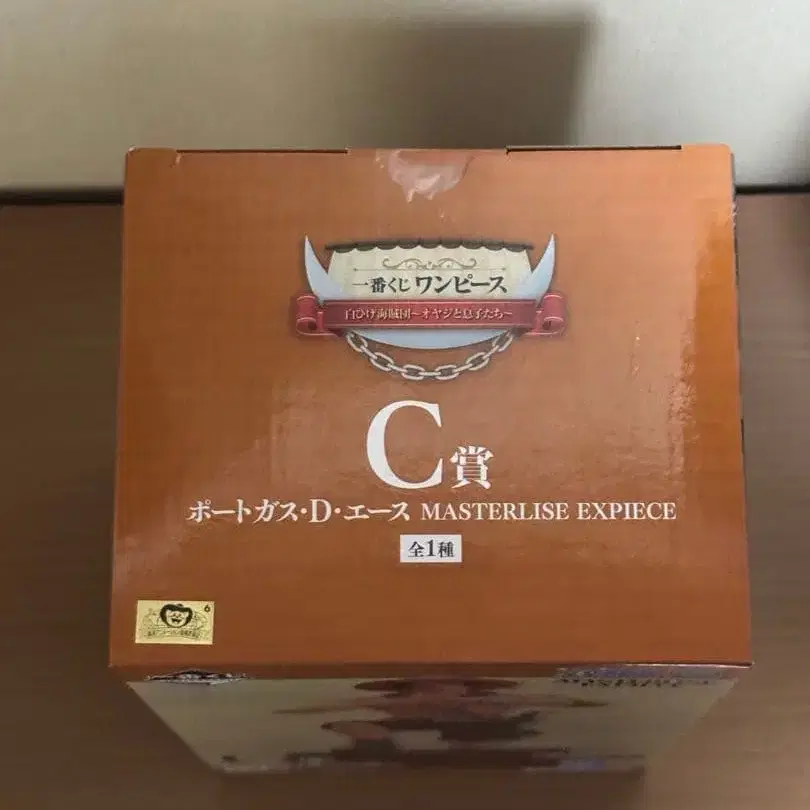 一番くじ ワンピース
白ひげ海賊団～オヤジと息子たち～
C賞
ポートガス・D・エース MASTERLISE EXPIECE
全1種
6